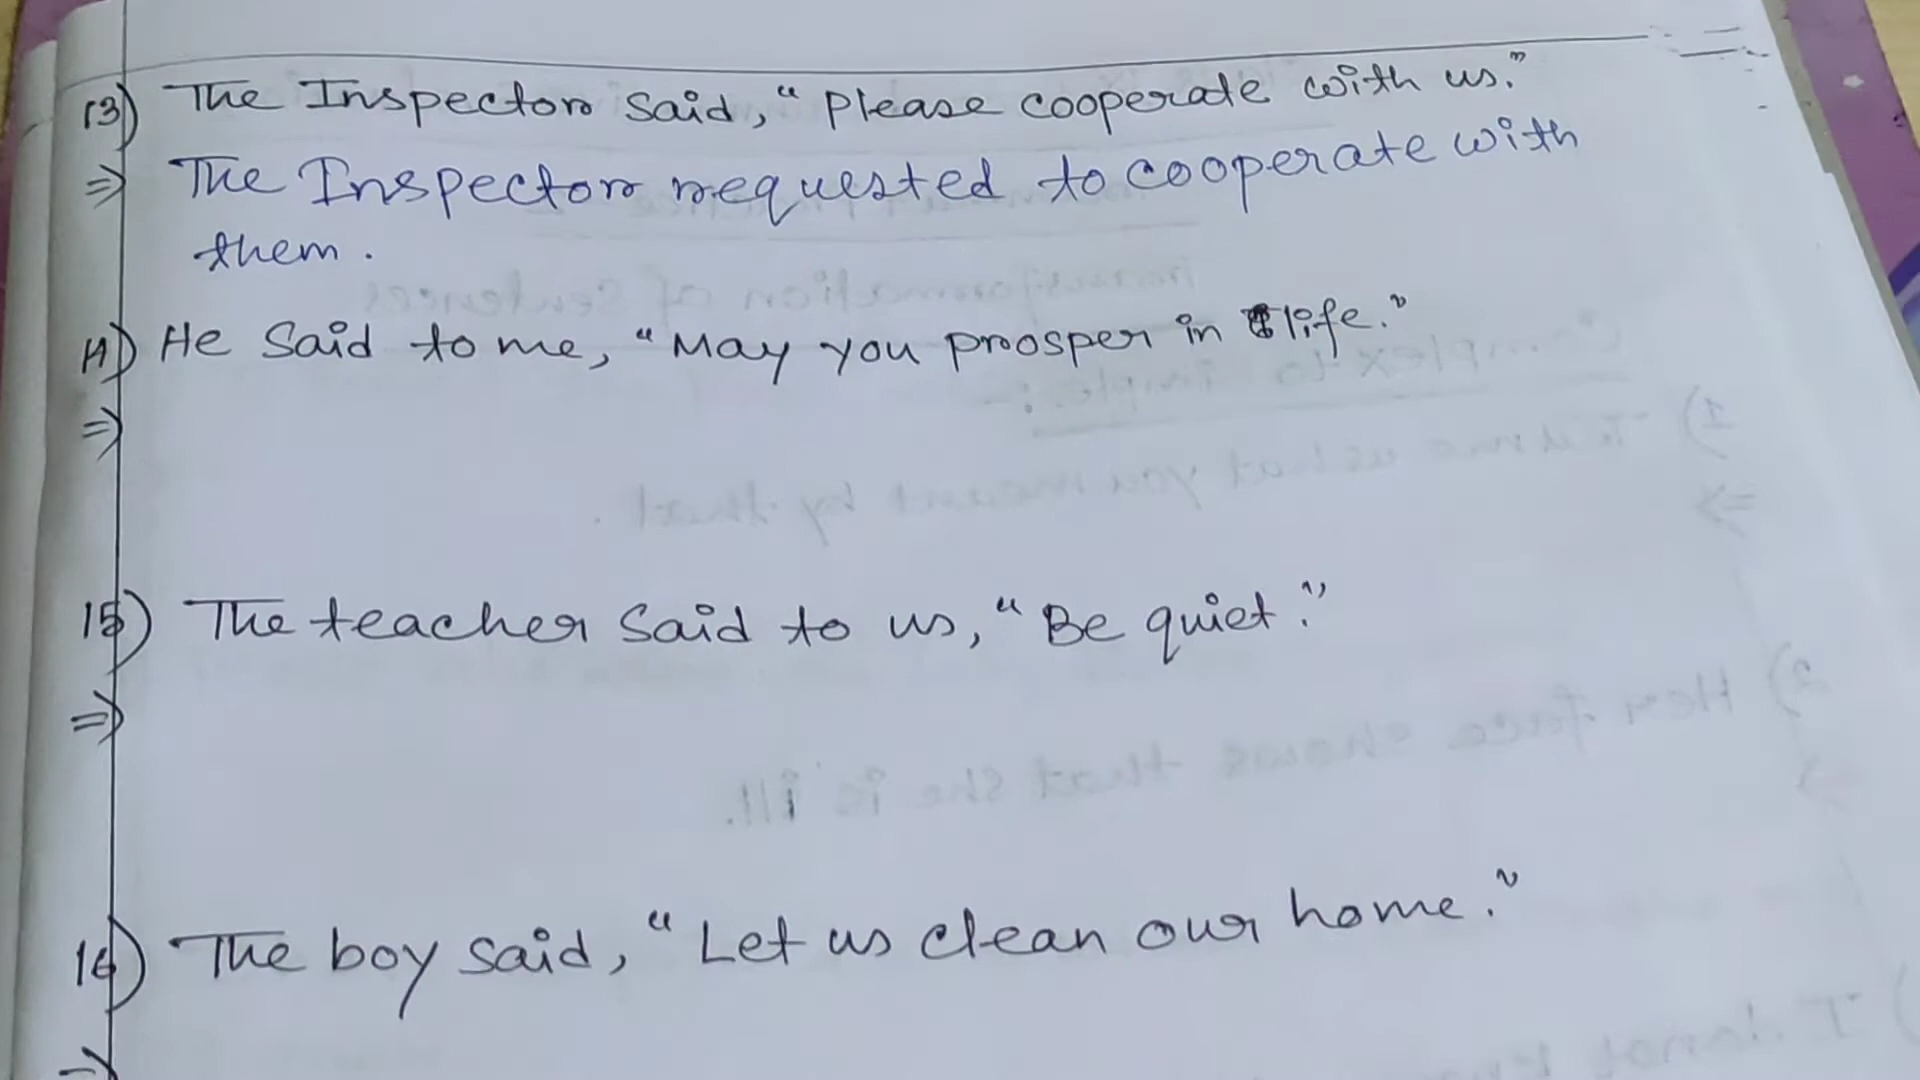 13) The Inspector said, "Please cooperate with us."
=> The Inspector requested to cooperate with
them.
14) He said to me, "May you prosper in life."
=>
15) The teacher said to us, "Be quiet."
=>
16) The boy said, "Let us clean our home."
=>